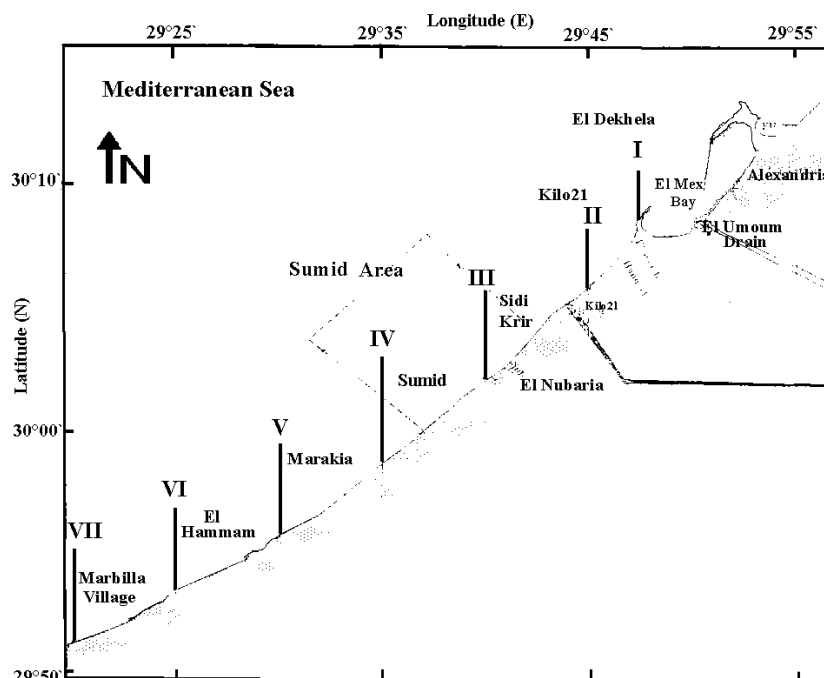 Longitude (E)
29°25` 29°35` 29°45` 29°55`
Mediterranean Sea
N
El Dekhela
I
30°10`
El Mex
Bay
Alexandria
Kilo21
II
El Umoum
Drain
Sumid Area
III
Sidi
Krir
Kilo21
Latitude (N)
IV
Sumid
El Nubaria
30°00`
V
Marakia
VI
El
Hammam
VII
Marbilla
Village
29°50`